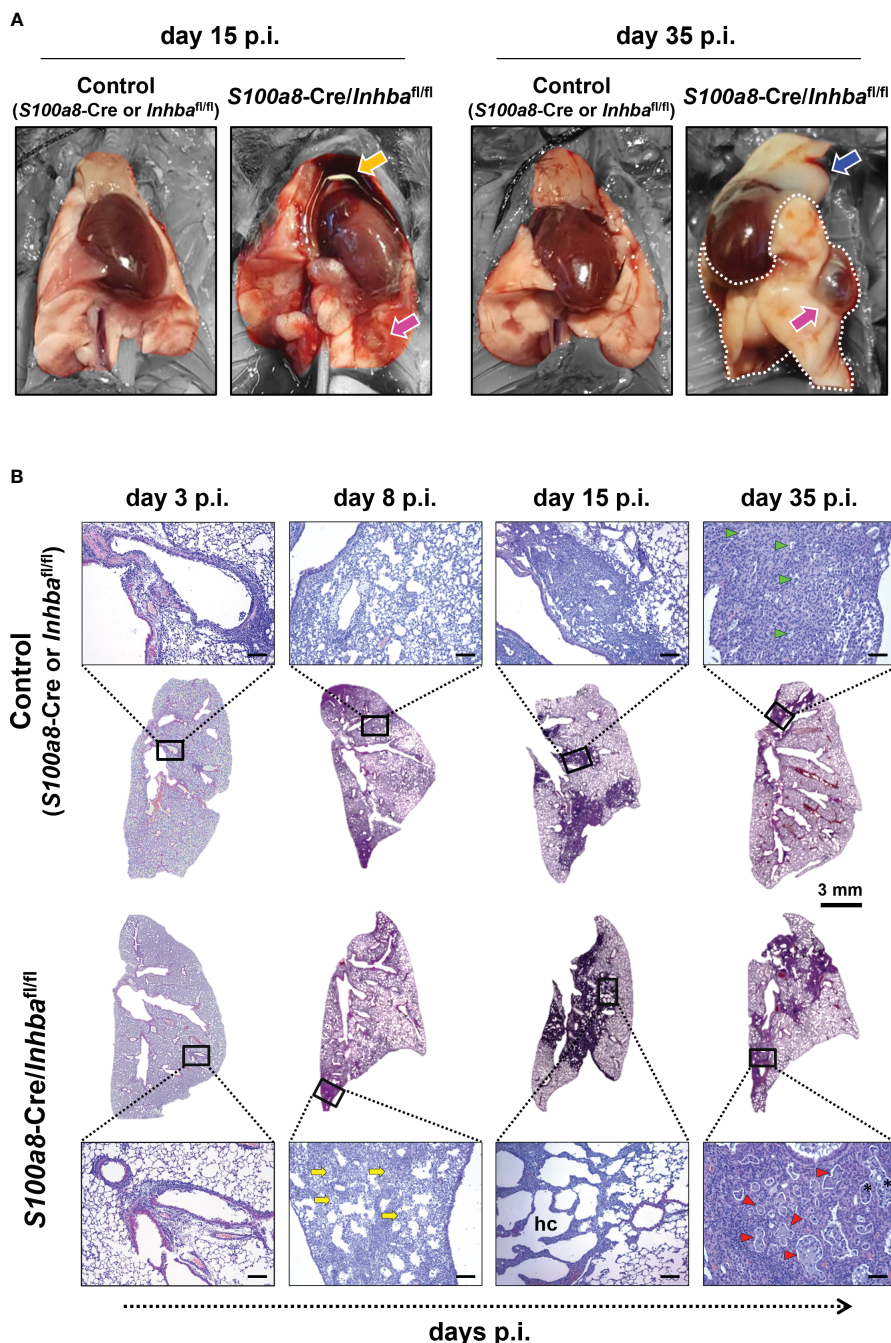 A
day 15 p.i.
day 35 p.i.
Control
(S100a8-Cre or Inhbafl/fl)
S100a8-Cre/Inhbafl/fl
Control
(S100a8-Cre or Inhbafl/fl)
S100a8-Cre/Inhbafl/fl
B
day 3 p.i.
day 8 p.i.
day 15 p.i.
day 35 p.i.
Control
(S100a8-Cre or Inhbafl/fl)
3 mm
S100a8-Cre/Inhbafl/fl
hc
*
*
days p.i.